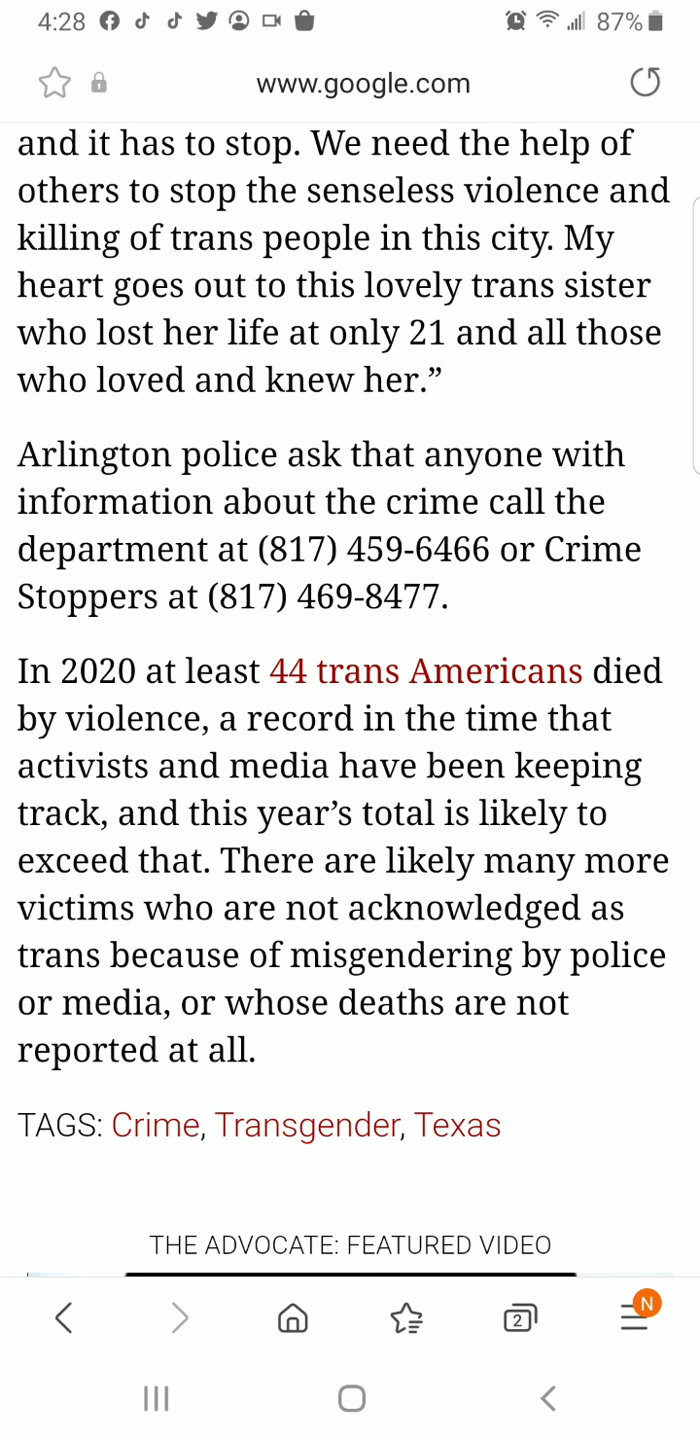 4:28
87%
www.google.com
and it has to stop. We need the help of
others to stop the senseless violence and
killing of trans people in this city. My
heart goes out to this lovely trans sister
who lost her life at only 21 and all those
who loved and knew her.”
Arlington police ask that anyone with
information about the crime call the
department at (817) 459-6466 or Crime
Stoppers at (817) 469-8477.
In 2020 at least 44 trans Americans died
by violence, a record in the time that
activists and media have been keeping
track, and this year’s total is likely to
exceed that. There are likely many more
victims who are not acknowledged as
trans because of misgendering by police
or media, or whose deaths are not
reported at all.
TAGS: Crime, Transgender, Texas
THE ADVOCATE: FEATURED VIDEO
2
N